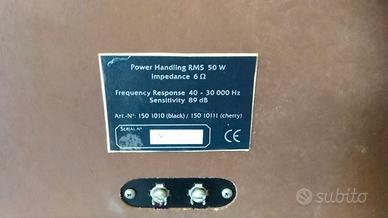 Power Handling RMS 50 W
Impedance 6 Ω
Frequency Response 40 - 30 000 Hz
Sensitivity 89 dB
Art.-Nº: 150 1010 (black) / 150 10111 (cherry)
SERIAL Nº
CE
subito